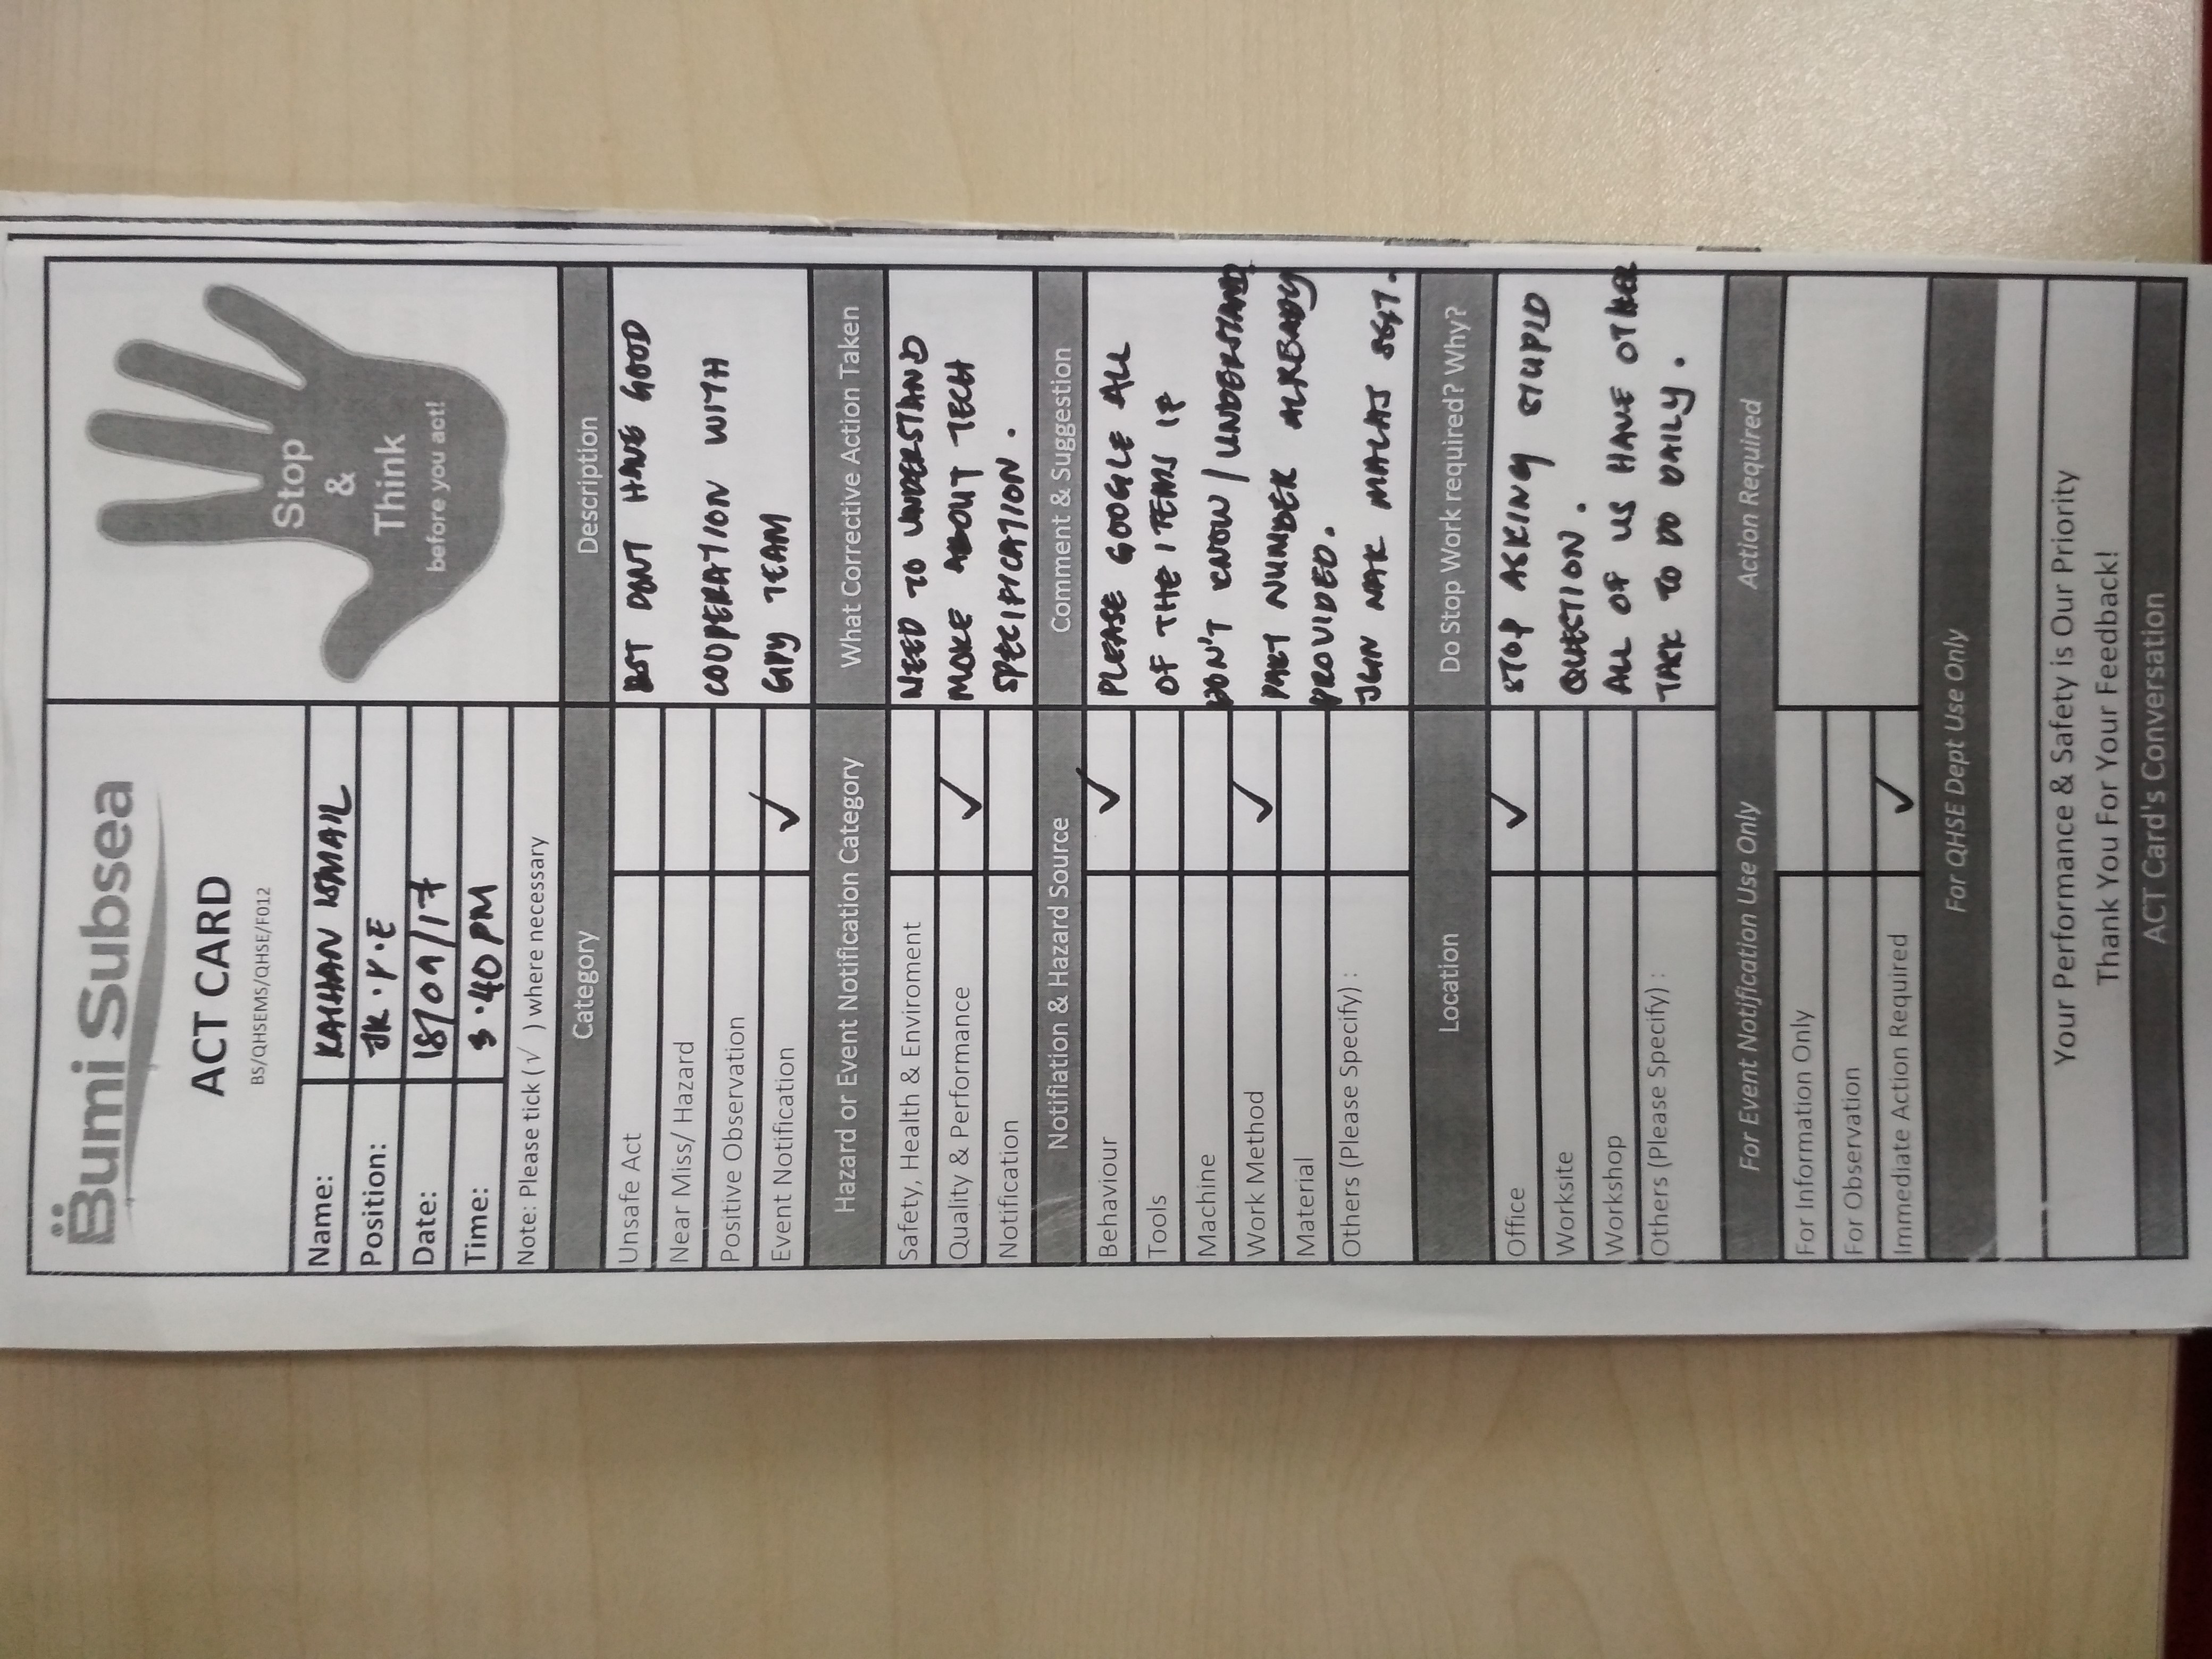 Bumi Subsea
ACT CARD
BS/QHSEMS/QHSE/F012
Stop
&
Think
before you act!
Name: RAIHAN ISMAIL
Position: JR.P.E
Date: 18/09/17
Time: 3.40 PM
Note: Please tick (√ ) where necessary
Category
Description
Unsafe Act
Near Miss/ Hazard
Positive Observation
Event Notification ✓
BST DONT HAVE GOOD
COOPERATION WITH
TEAM
Hazard or Event Notification Category
What Corrective Action Taken
Safety, Health & Enviroment
Quality & Performance ✓
Notification
NEED TO UNDERSTAND
MORE ABOUT TECH
SPECIFICATION.
Notifiation & Hazard Source
Comment & Suggestion
Behaviour ✓
Tools
Machine
Work Method ✓
Material
Others (Please Specify) :
PLEASE GOOGLE ALL
OF THE ITEMS IF
DON'T KNOW/UNDERSTAND
PART NUMBER ALREADY
PROVIDED.
JGN NAK MALAS SGT.
Location
Do Stop Work required? Why?
Office ✓
Worksite
Workshop
Others (Please Specify) :
STOP ASKING STUPID
QUESTION.
ALL OF US HAVE OTHER
TASK TO DO DAILY.
For Event Notification Use Only
Action Required
For Information Only
For Observation
Immediate Action Required ✓
For QHSE Dept Use Only
Your Performance & Safety is Our Priority
Thank You For Your Feedback!
ACT Card's Conversation